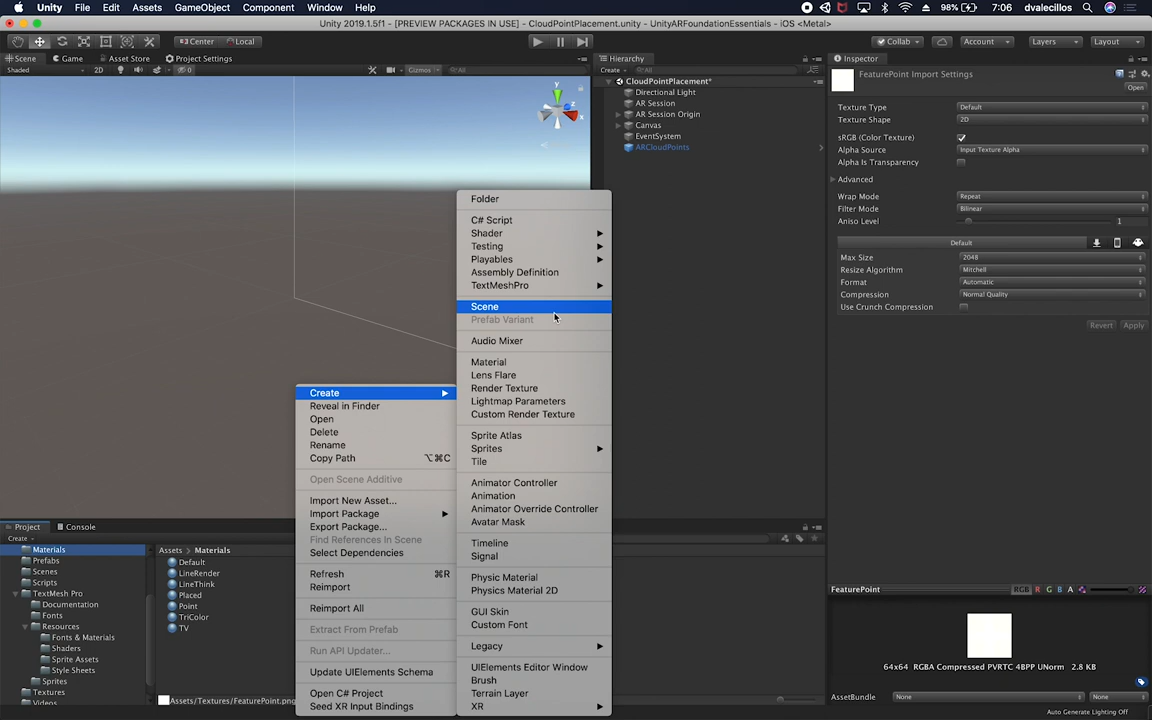 Unity File Edit Assets GameObject Component Window Help 98% 7:06 dvalecillos
Unity 2019.1.5f1 - [PREVIEW PACKAGES IN USE] - CloudPointPlacement.unity - UnityARFoundationEssentials - iOS <Metal>
Center Local Collab Account Layers Layout
Scene Game Asset Store Project Settings
Shaded 2D 0 Gizmos All
y
z
x
Hierarchy
Create All
CloudPointPlacement*
Directional Light
AR Session
AR Session Origin
Canvas
EventSystem
ARCloudPoints
Folder
C# Script
Shader
Testing
Playables
Assembly Definition
TextMeshPro
Scene
Prefab Variant
Audio Mixer
Material
Lens Flare
Render Texture
Lightmap Parameters
Custom Render Texture
Sprite Atlas
Sprites
Tile
Animator Controller
Animation
Animator Override Controller
Avatar Mask
Timeline
Signal
Physic Material
Physics Material 2D
GUI Skin
Custom Font
Legacy
UIElements Editor Window
Brush
Terrain Layer
XR
Create
Reveal in Finder
Open
Delete
Rename
Copy Path ⌥⌘C
Open Scene Additive
Import New Asset...
Import Package
Export Package...
Find References In Scene
Select Dependencies
Refresh ⌘R
Reimport
Reimport All
Extract From Prefab
Run API Updater...
Update UIElements Schema
Open C# Project
Seed XR Input Bindings
Project Console
Create
Materials
Prefabs
Scenes
Scripts
TextMesh Pro
Documentation
Fonts
Resources
Fonts & Materials
Shaders
Sprite Assets
Style Sheets
Sprites
Textures
Videos
Assets > Materials
Default
LineRender
LineThink
Placed
Point
TriColor
TV
Assets/Textures/FeaturePoint.png
Inspector
FeaturePoint Import Settings
Open
Texture Type Default
Texture Shape 2D
sRGB (Color Texture)
Alpha Source Input Texture Alpha
Alpha Is Transparency
Advanced
Wrap Mode Repeat
Filter Mode Bilinear
Aniso Level 1
Default
Max Size 2048
Resize Algorithm Mitchell
Format Automatic
Compression Normal Quality
Use Crunch Compression
Revert Apply
FeaturePoint RGB R G B A
64x64 RGBA Compressed PVRTC 4BPP UNorm 2.8 KB
AssetBundle None None
Auto Generate Lighting Off